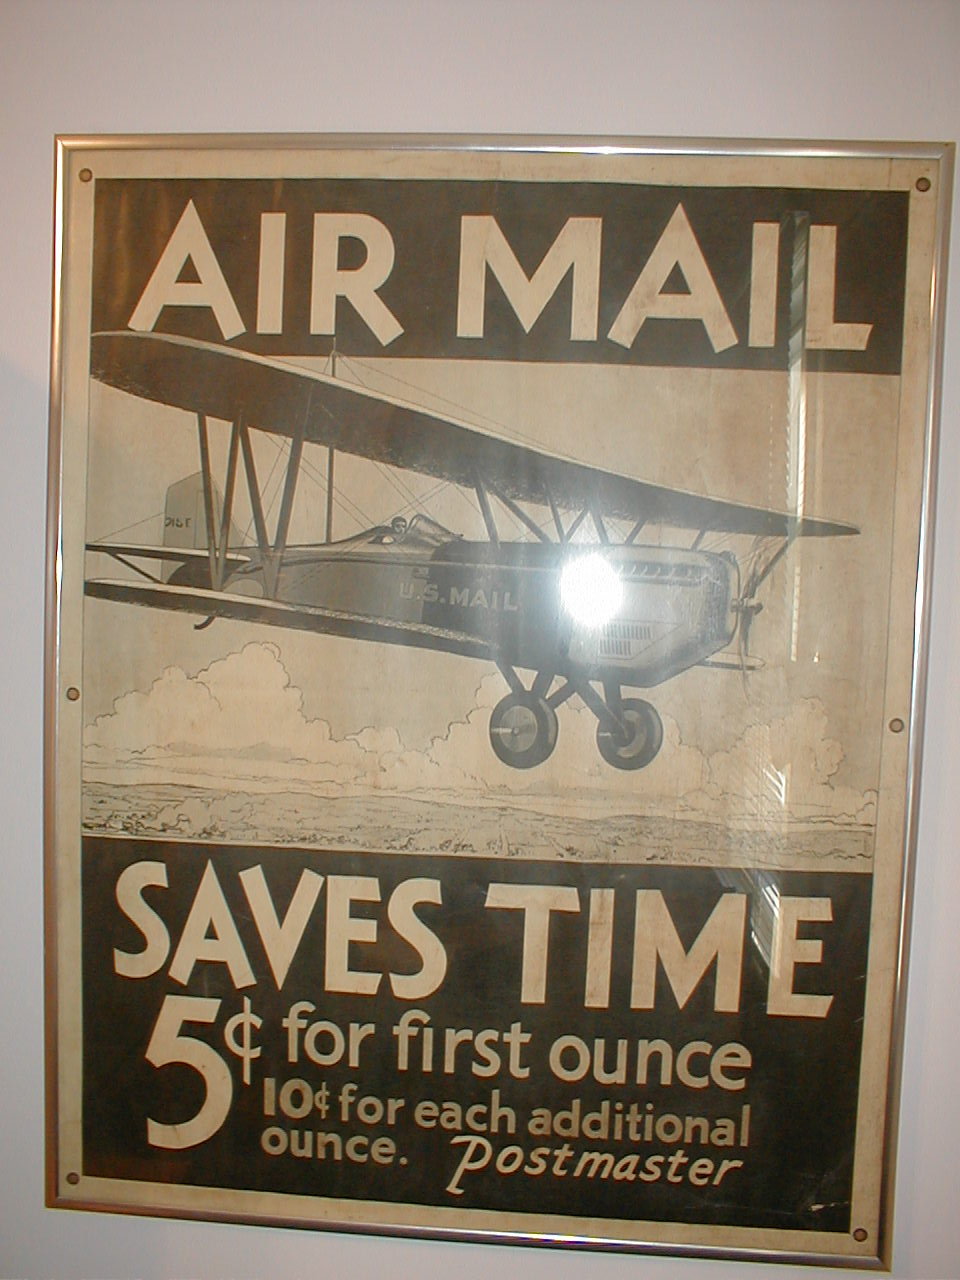 AIR MAIL
U.S. MAIL
SAVES TIME
5¢ for first ounce
10¢ for each additional
ounce. Postmaster